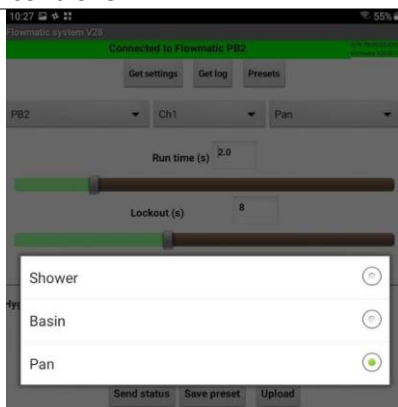 10:27 55%
Flowmatic system V23
Connected to Flowmatic PB2
Get settings Get log Presets
PB2 Ch1 Pan
Run time (s) 2.0
Lockout (s) 8
Shower
Basin
Pan
Send status Save preset Upload